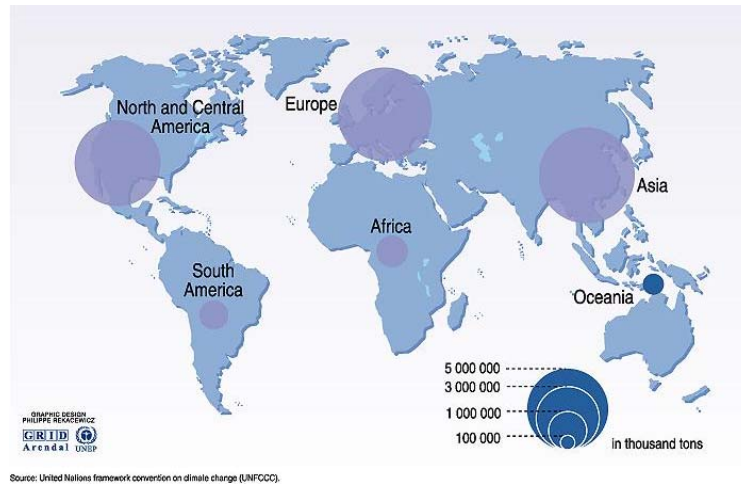 North and Central
America
Europe
Asia
Africa
South
America
Oceania
5 000 000
3 000 000
1 000 000
100 000
in thousand tons
GRAPHIC DESIGN
PHILIPPE REKACEWICZ
GRID
Arendal
UNEP
Source: United Nations framework convention on climate change (UNFCCC).